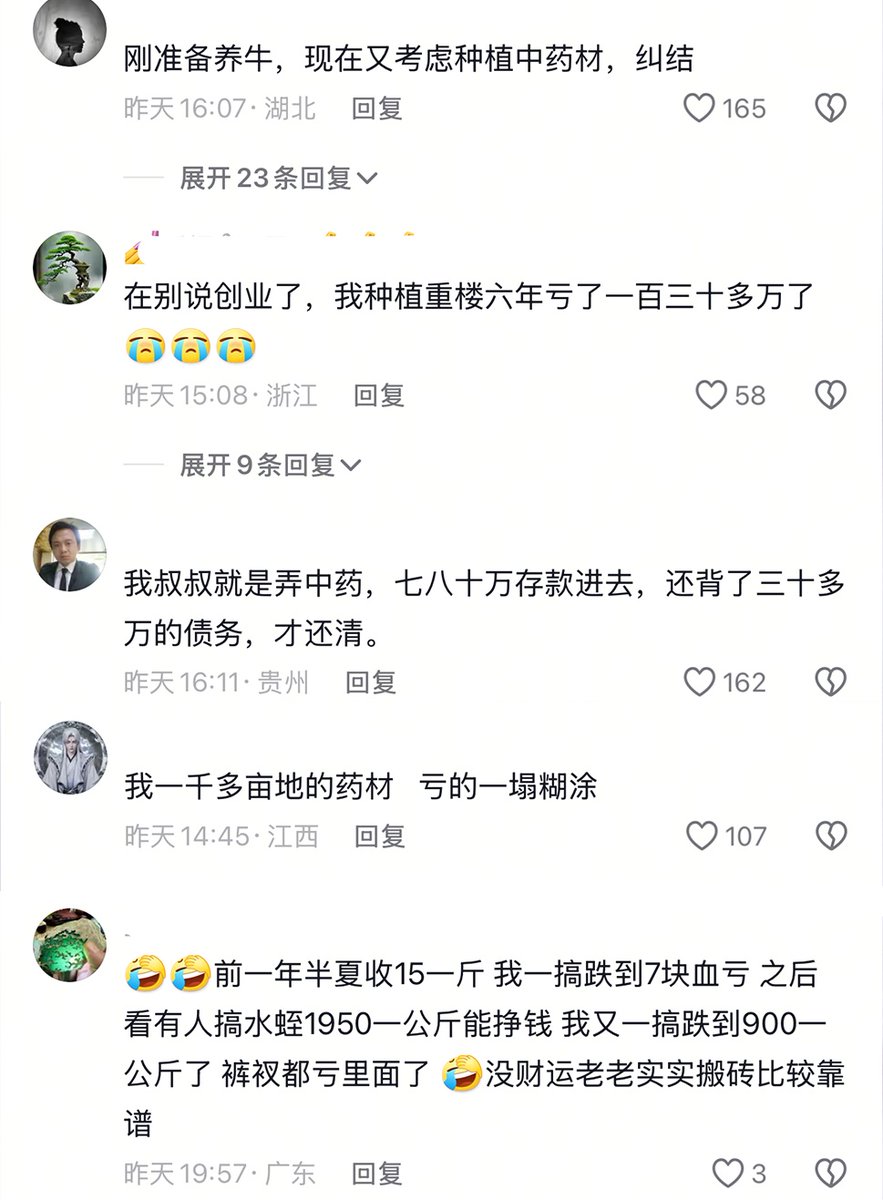 刚准备养牛，现在又考虑种植中药材，纠结
昨天 16:07 · 湖北 回复 165
展开 23 条回复
在别说创业了，我种植重楼六年亏了一百三十多万了
😭😭😭
昨天 15:08 · 浙江 回复 58
展开 9 条回复
我叔叔就是弄中药，七八十万存款进去，还背了三十多
万的债务，才还清。
昨天 16:11 · 贵州 回复 162
我一千多亩地的药材 亏的一塌糊涂
昨天 14:45 · 江西 回复 107
🤣🤣前一年半夏收15一斤 我一搞跌到7块血亏 之后
看有人搞水蛭1950一公斤能挣钱 我又一搞跌到900一
公斤了 裤衩都亏里面了 🤣没财运老老实实搬砖比较靠
谱
昨天 19:57 · 广东 回复 3